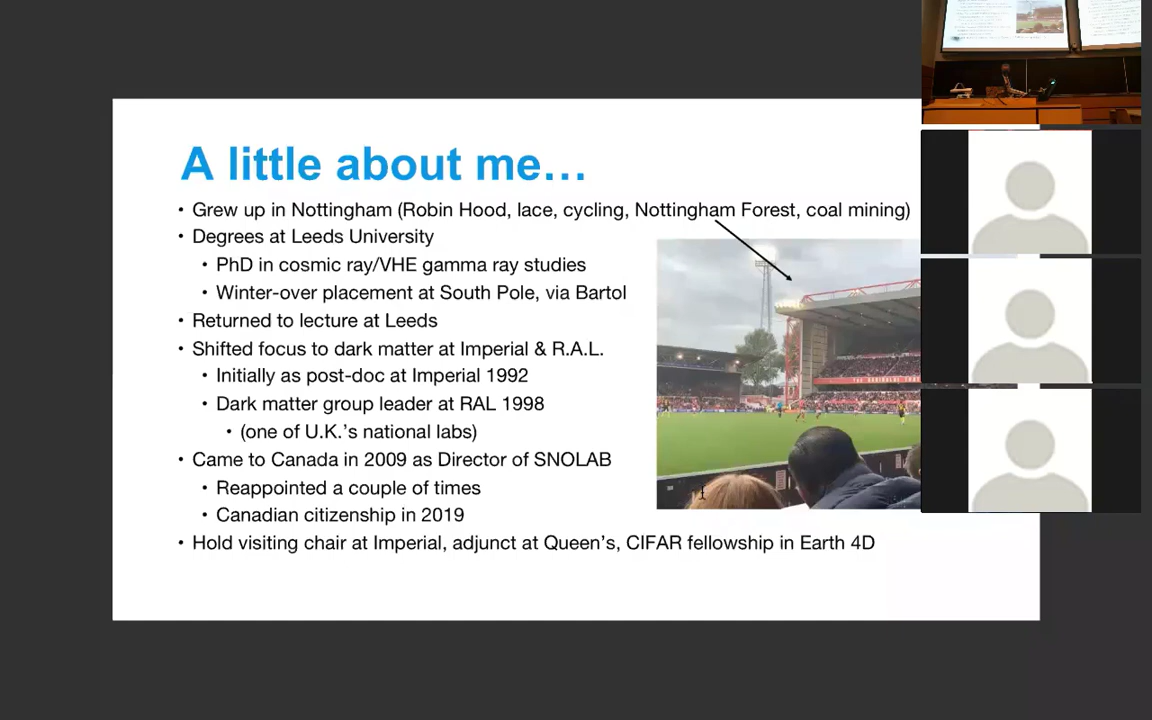 A little about me…
• Grew up in Nottingham (Robin Hood, lace, cycling, Nottingham Forest, coal mining)
• Degrees at Leeds University
• PhD in cosmic ray/VHE gamma ray studies
• Winter-over placement at South Pole, via Bartol
• Returned to lecture at Leeds
• Shifted focus to dark matter at Imperial & R.A.L.
• Initially as post-doc at Imperial 1992
• Dark matter group leader at RAL 1998
• (one of U.K.’s national labs)
• Came to Canada in 2009 as Director of SNOLAB
• Reappointed a couple of times
• Canadian citizenship in 2019
• Hold visiting chair at Imperial, adjunct at Queen’s, CIFAR fellowship in Earth 4D